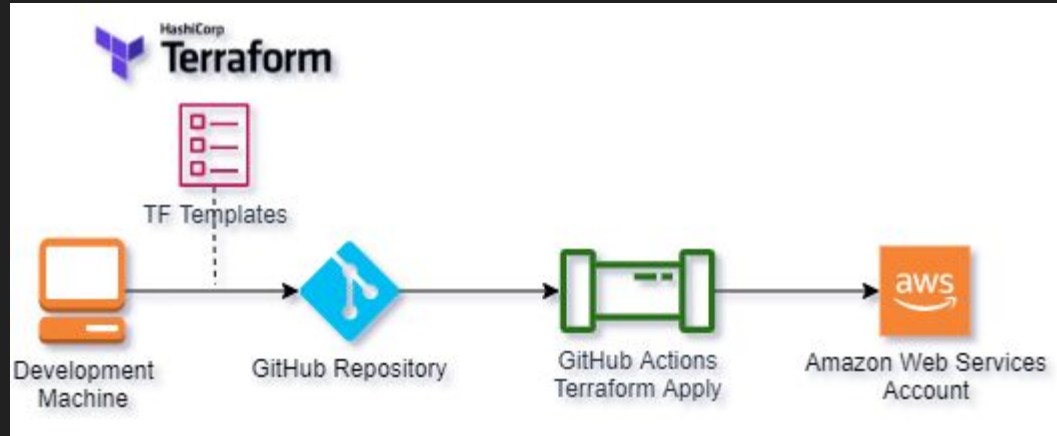 HashiCorp
Terraform
TF Templates
aws
Development
Machine
GitHub Repository
GitHub Actions
Terraform Apply
Amazon Web Services
Account